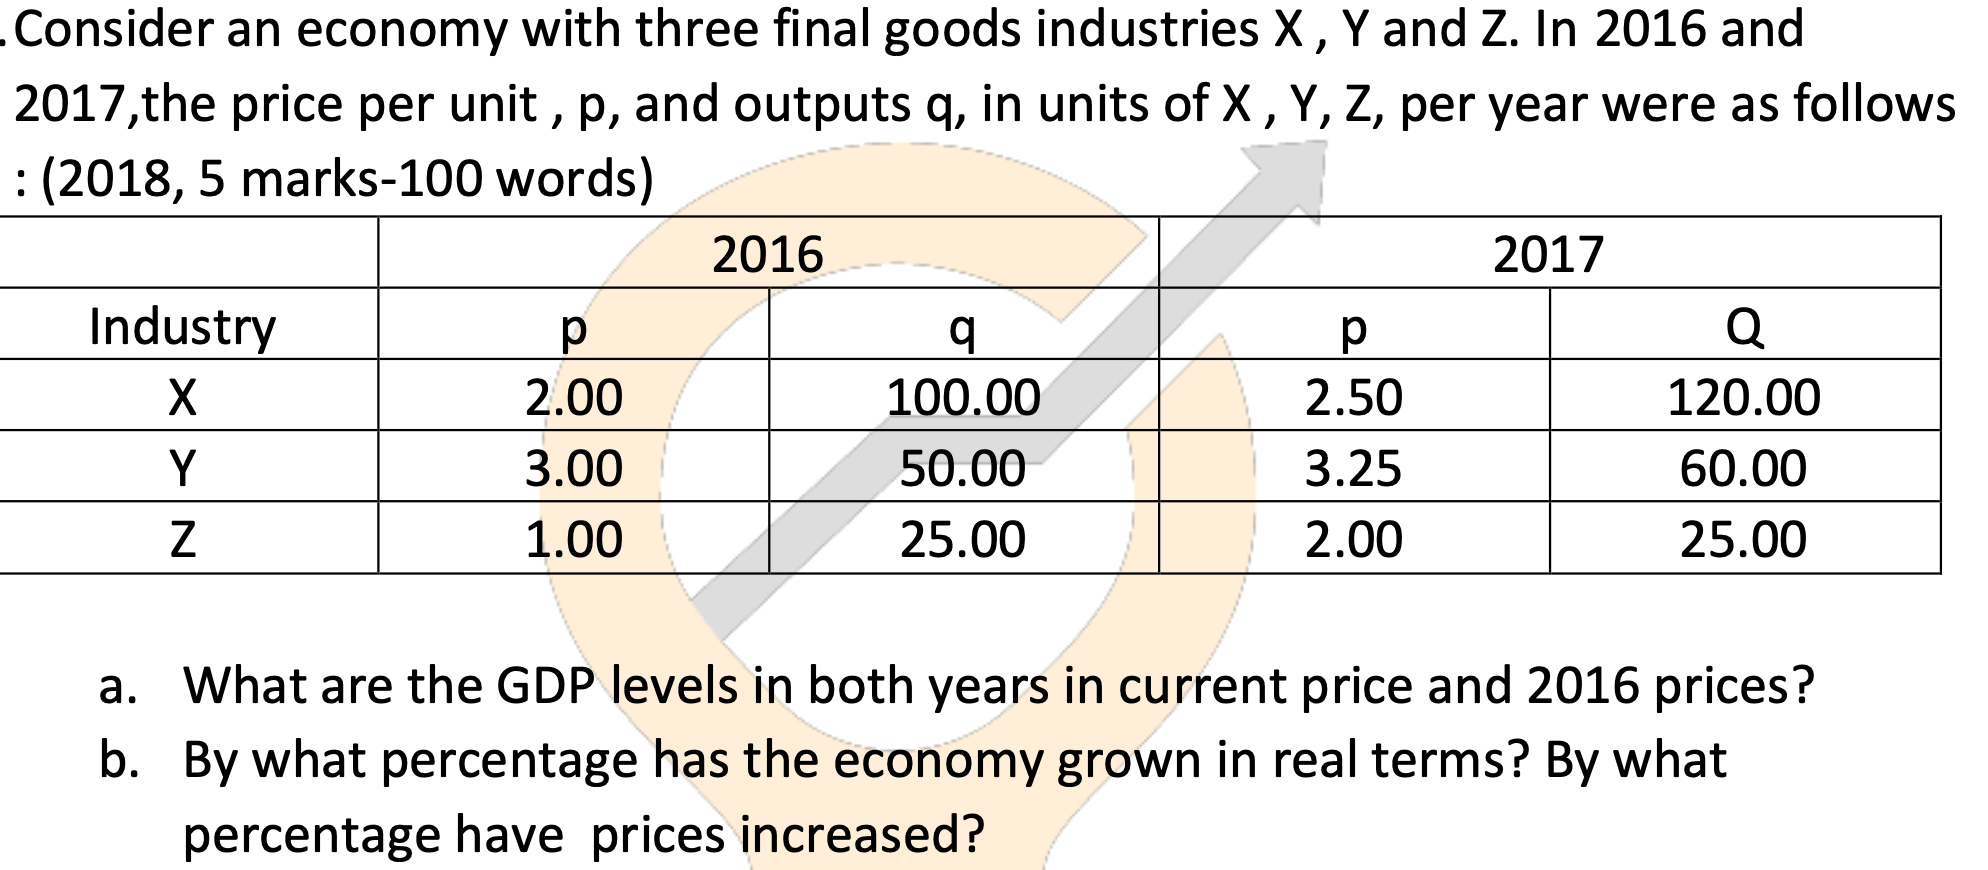 .Consider an economy with three final goods industries X , Y and Z. In 2016 and
2017,the price per unit , p, and outputs q, in units of X , Y, Z, per year were as follows
: (2018, 5 marks-100 words)
2016 2017
Industry p q p Q
X 2.00 100.00 2.50 120.00
Y 3.00 50.00 3.25 60.00
Z 1.00 25.00 2.00 25.00
a. What are the GDP levels in both years in current price and 2016 prices?
b. By what percentage has the economy grown in real terms? By what
percentage have  prices increased?